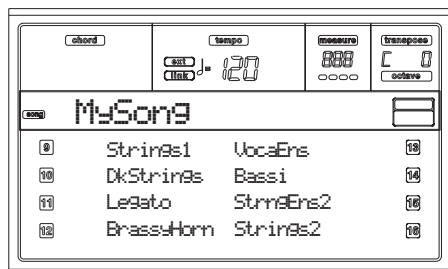 chord tempo measure transpose
ext link ♩= 120 888 C 0
octave
song MySong
9 Strings1 VocaEns 13
10 DkStrings Bassi 14
11 Legato StrngEns2 15
12 BrassyHorn Strings2 16